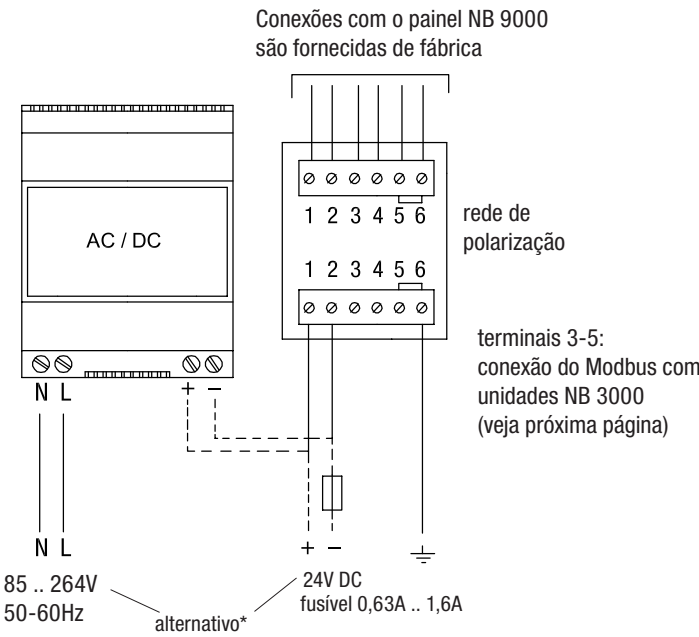 Conexões com o painel NB 9000
são fornecidas de fábrica
AC / DC
1 2 3 4 5 6
rede de
polarização
1 2 3 4 5 6
terminais 3-5:
conexão do Modbus com
unidades NB 3000
(veja próxima página)
N L
+ −
N L
+ −
85 .. 264V
50-60Hz
alternativo*
24V DC
fusível 0,63A .. 1,6A